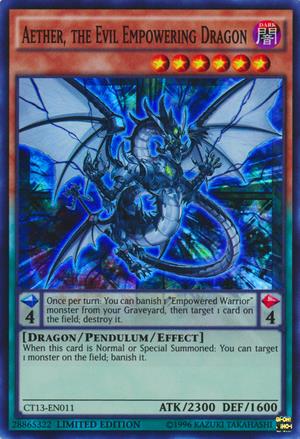 AETHER, THE EVIL EMPOWERING DRAGON
DARK
闇
4
Once per turn: You can banish 1 "Empowered Warrior"
monster from your Graveyard, then target 1 card on
the field; destroy it.
4
[DRAGON/PENDULUM/EFFECT]
When this card is Normal or Special Summoned: You can target
1 monster on the field; banish it.
CT13-EN011
ATK/2300 DEF/1600
28865322 LIMITED EDITION
©1996 KAZUKI TAKAHASHI